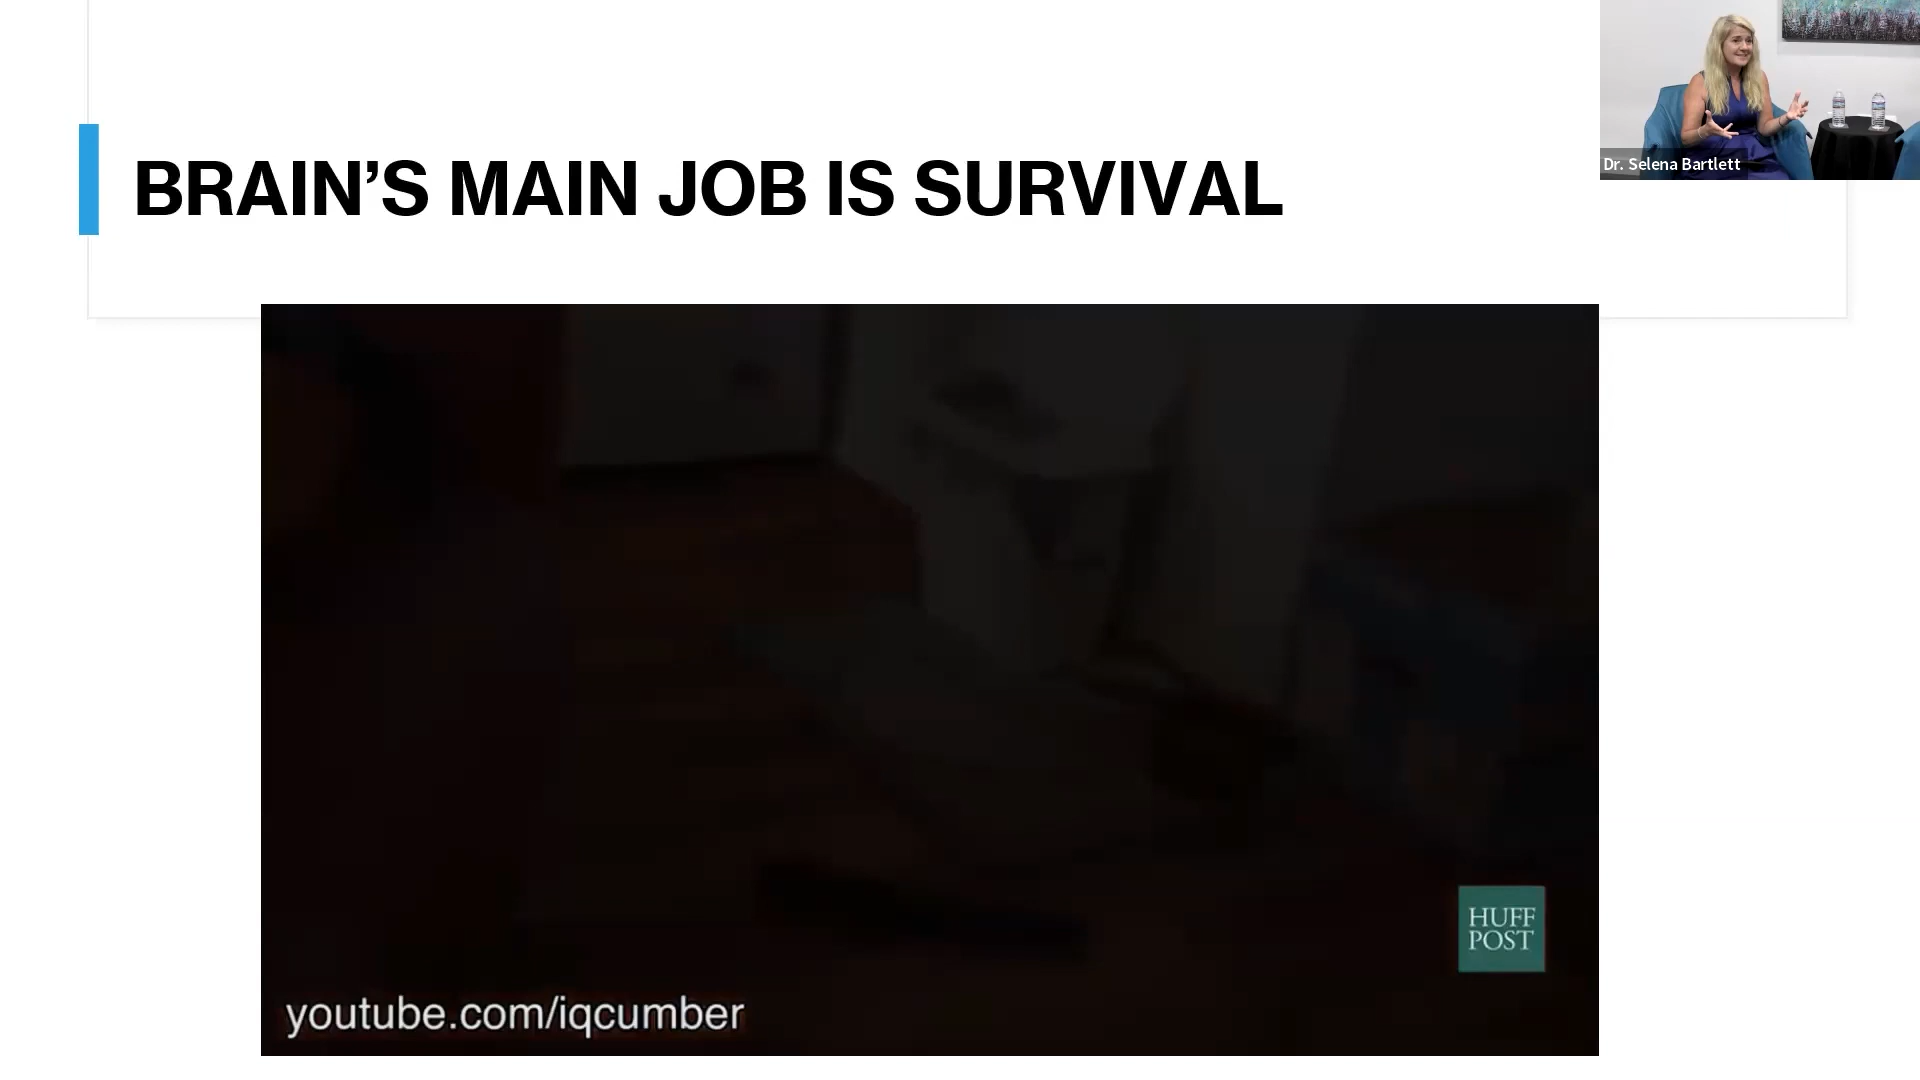 BRAIN’S MAIN JOB IS SURVIVAL
Dr. Selena Bartlett
HUFF
POST
youtube.com/iqcumber